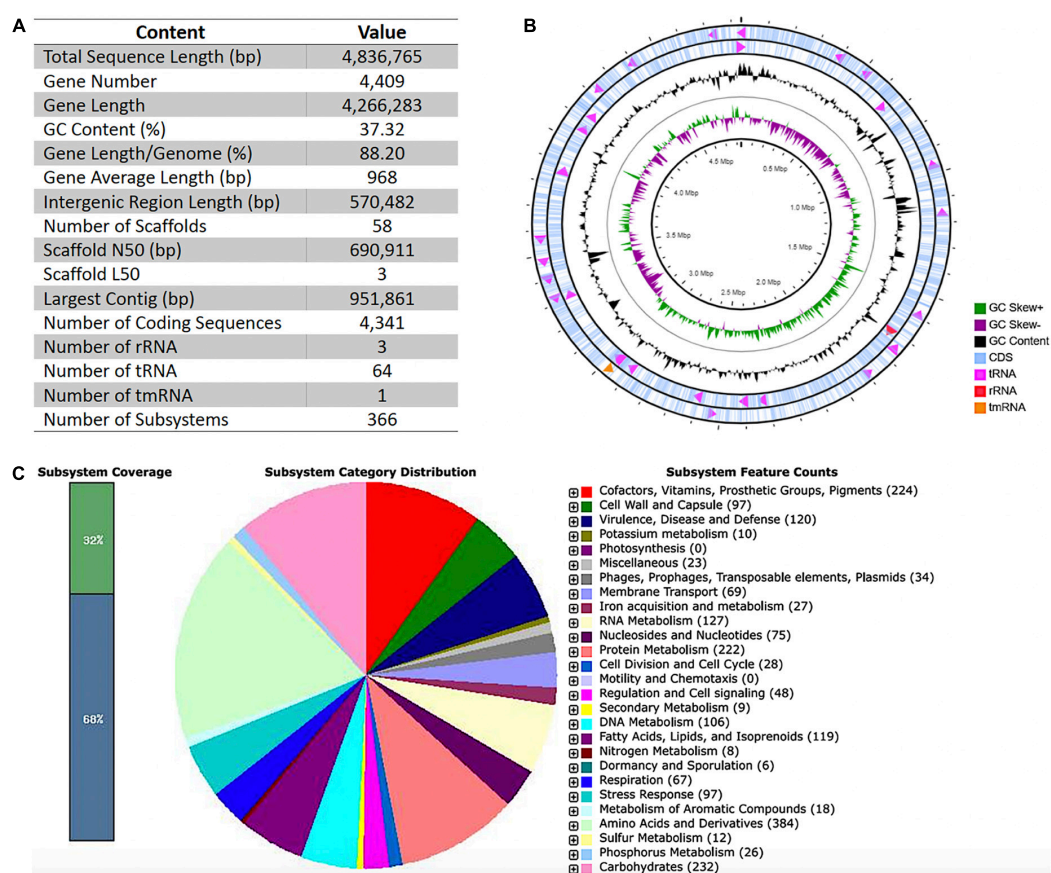 A
Content Value
Total Sequence Length (bp) 4,836,765
Gene Number 4,409
Gene Length 4,266,283
GC Content (%) 37.32
Gene Length/Genome (%) 88.20
Gene Average Length (bp) 968
Intergenic Region Length (bp) 570,482
Number of Scaffolds 58
Scaffold N50 (bp) 690,911
Scaffold L50 3
Largest Contig (bp) 951,861
Number of Coding Sequences 4,341
Number of rRNA 3
Number of tRNA 64
Number of tmRNA 1
Number of Subsystems 366
B
0.5 Mbp
1.0 Mbp
1.5 Mbp
2.0 Mbp
2.5 Mbp
3.0 Mbp
3.5 Mbp
4.0 Mbp
4.5 Mbp
GC Skew+
GC Skew-
GC Content
CDS
tRNA
rRNA
tmRNA
C
Subsystem Coverage
32%
68%
Subsystem Category Distribution
Subsystem Feature Counts
Cofactors, Vitamins, Prosthetic Groups, Pigments (224)
Cell Wall and Capsule (97)
Virulence, Disease and Defense (120)
Potassium metabolism (10)
Photosynthesis (0)
Miscellaneous (23)
Phages, Prophages, Transposable elements, Plasmids (34)
Membrane Transport (69)
Iron acquisition and metabolism (27)
RNA Metabolism (127)
Nucleosides and Nucleotides (75)
Protein Metabolism (222)
Cell Division and Cell Cycle (28)
Motility and Chemotaxis (0)
Regulation and Cell signaling (48)
Secondary Metabolism (9)
DNA Metabolism (106)
Fatty Acids, Lipids, and Isoprenoids (119)
Nitrogen Metabolism (8)
Dormancy and Sporulation (6)
Respiration (67)
Stress Response (97)
Metabolism of Aromatic Compounds (18)
Amino Acids and Derivatives (384)
Sulfur Metabolism (12)
Phosphorus Metabolism (26)
Carbohydrates (232)